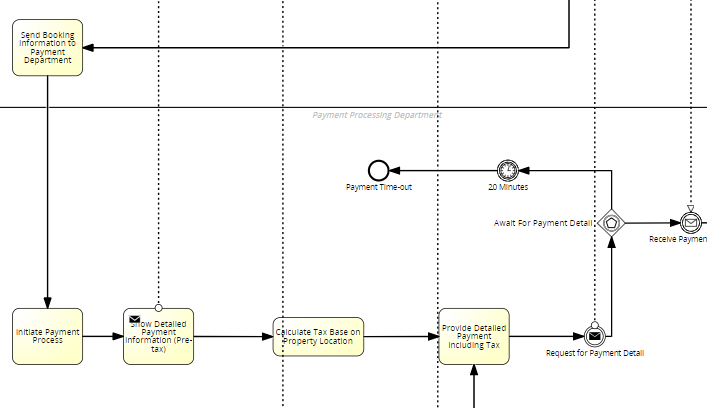 Send Booking
Information to
Payment
Department
Payment Processing Department
Payment Time-out
20 Minutes
Await For Payment Detail
Receive Paymen
Initiate Payment
Process
Show Detailed
Payment
Information (Pre-
tax)
Calculate Tax Base on
Property Location
Provide Detailed
Payment
Including Tax
Request for Payment Detail